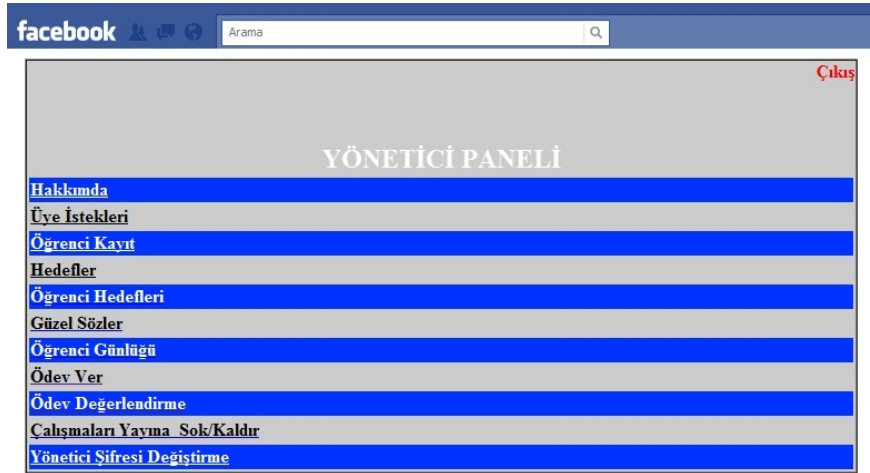 facebook
Arama
Çıkış
YÖNETİCİ PANELİ
Hakkımda
Üye İstekleri
Öğrenci Kayıt
Hedefler
Öğrenci Hedefleri
Güzel Sözler
Öğrenci Günlüğü
Ödev Ver
Ödev Değerlendirme
Çalışmaları Yayına Sok/Kaldır
Yönetici Şifresi Değiştirme